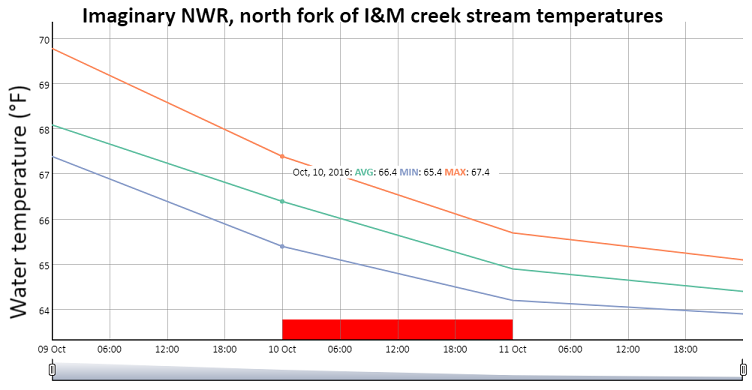 Imaginary NWR, north fork of I&M creek stream temperatures
Water temperature (°F)
70
69
68
67
66
65
64
Oct, 10, 2016: AVG: 66.4 MIN: 65.4 MAX: 67.4
09 Oct 06:00 12:00 18:00 10 Oct 06:00 12:00 18:00 11 Oct 06:00 12:00 18:00